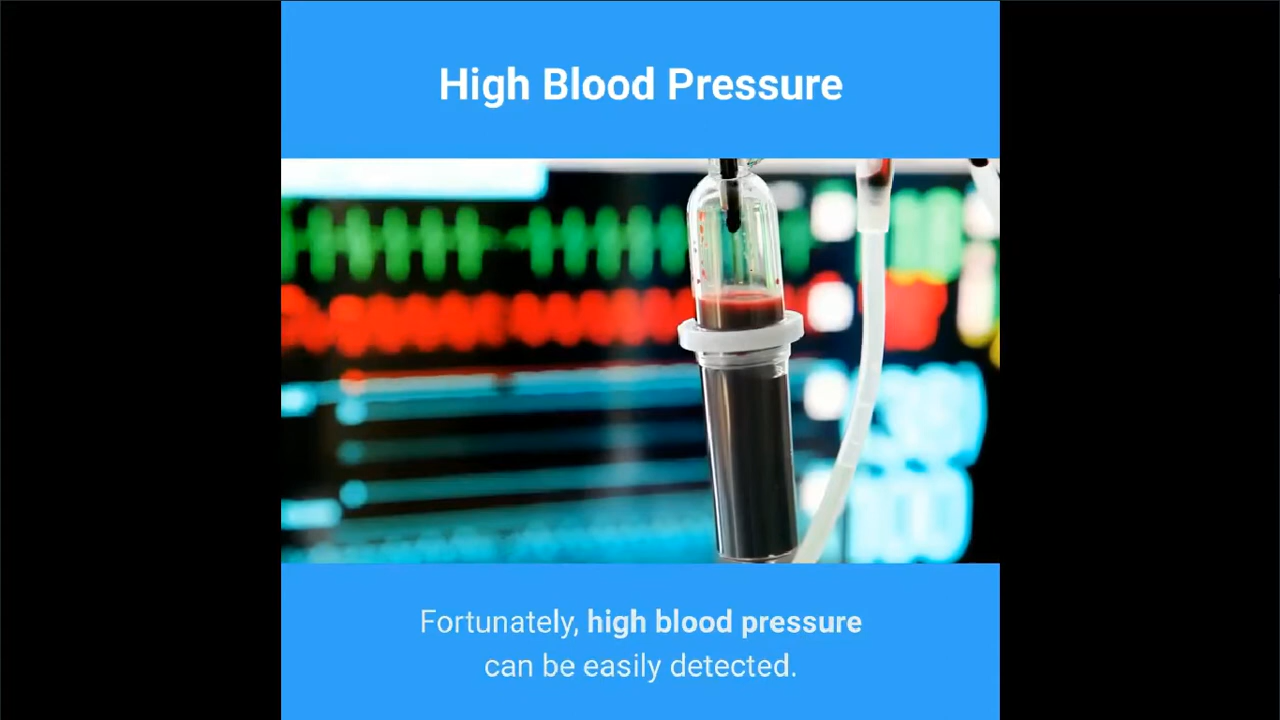 High Blood Pressure
Fortunately, high blood pressure
can be easily detected.